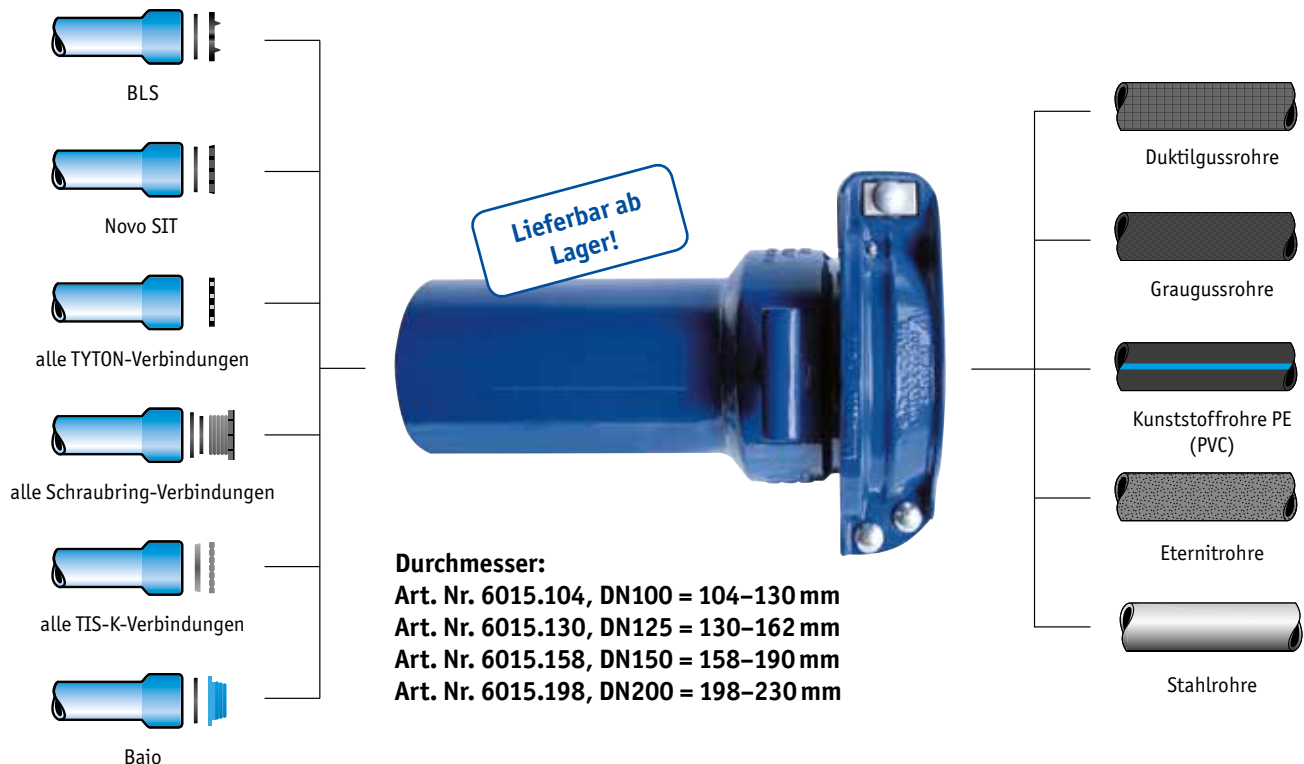 BLS
Novo SIT
alle TYTON-Verbindungen
alle Schraubring-Verbindungen
alle TIS-K-Verbindungen
Baio
Lieferbar ab
Lager!
Durchmesser:
Art. Nr. 6015.104, DN100 = 104–130 mm
Art. Nr. 6015.130, DN125 = 130–162 mm
Art. Nr. 6015.158, DN150 = 158–190 mm
Art. Nr. 6015.198, DN200 = 198–230 mm
Duktilgussrohre
Graugussrohre
Kunststoffrohre PE
(PVC)
Eternitrohre
Stahlrohre